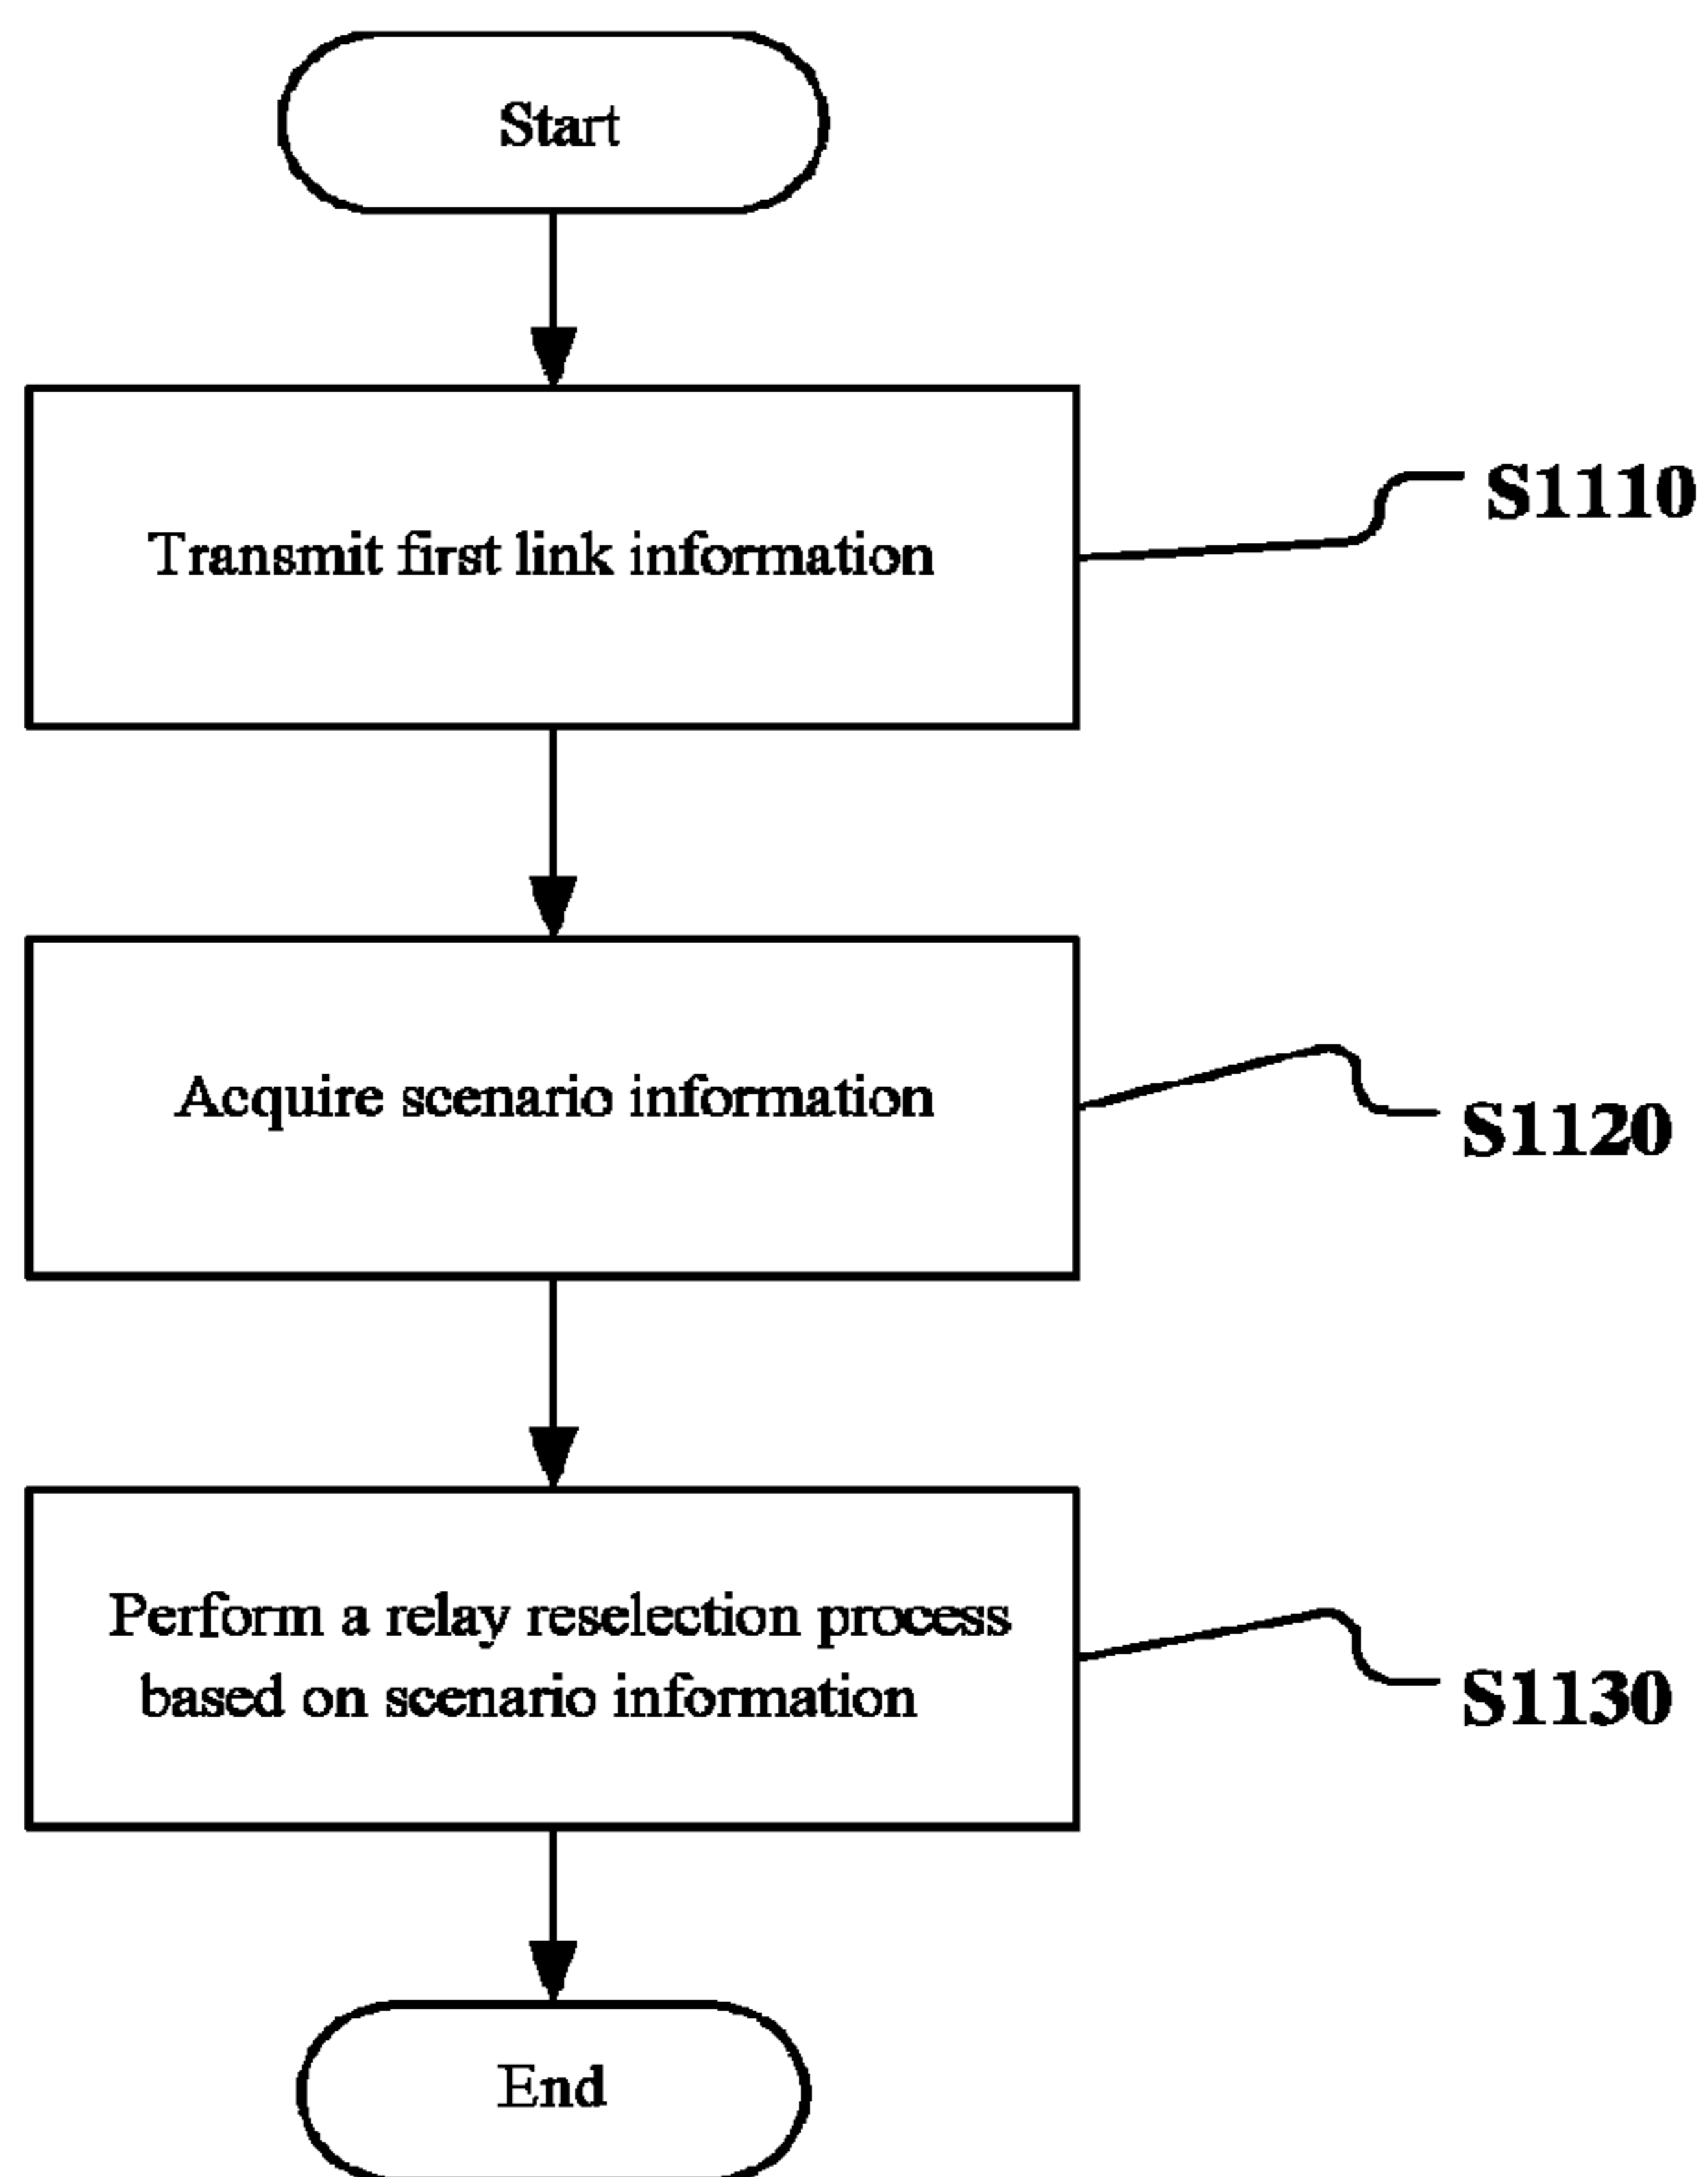 Start
Transmit first link information
S1110
Acquire scenario information
S1120
Perform a relay reselection process
based on scenario information
S1130
End